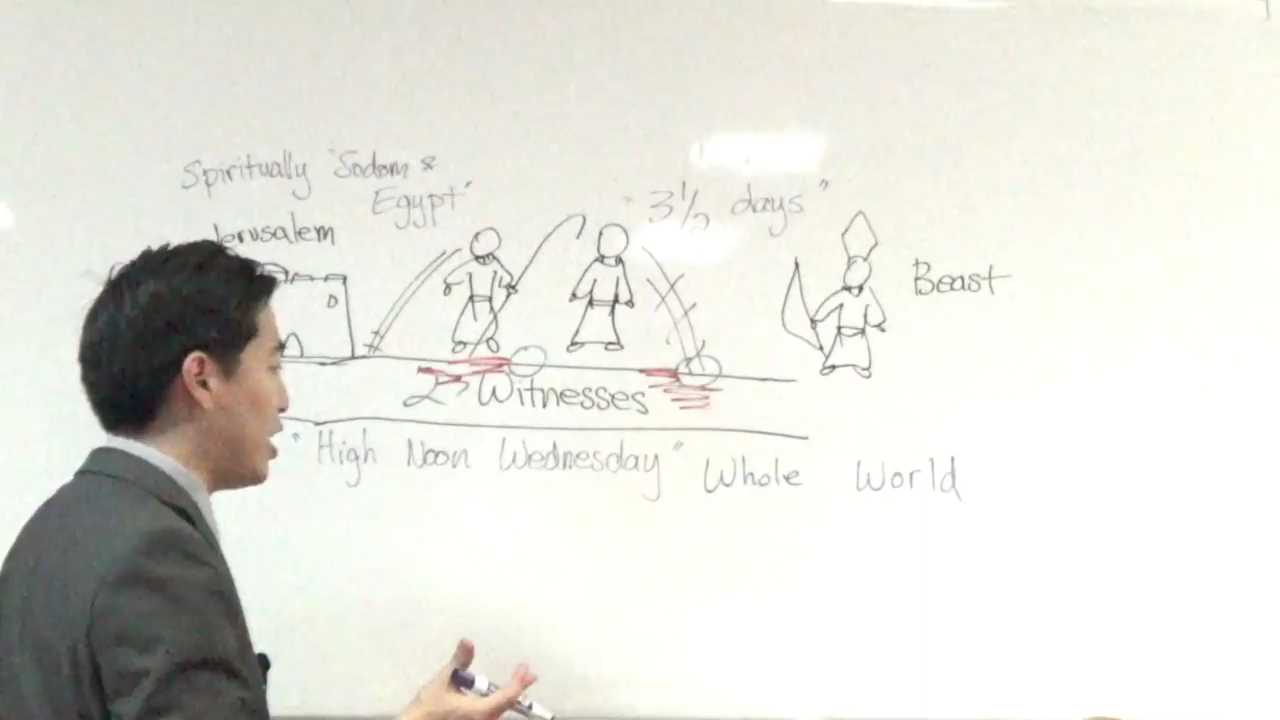 Spiritually "Sodom &
Egypt"
Jerusalem
"3½ days"
Beast
2 Witnesses
"High Noon Wednesday" Whole World